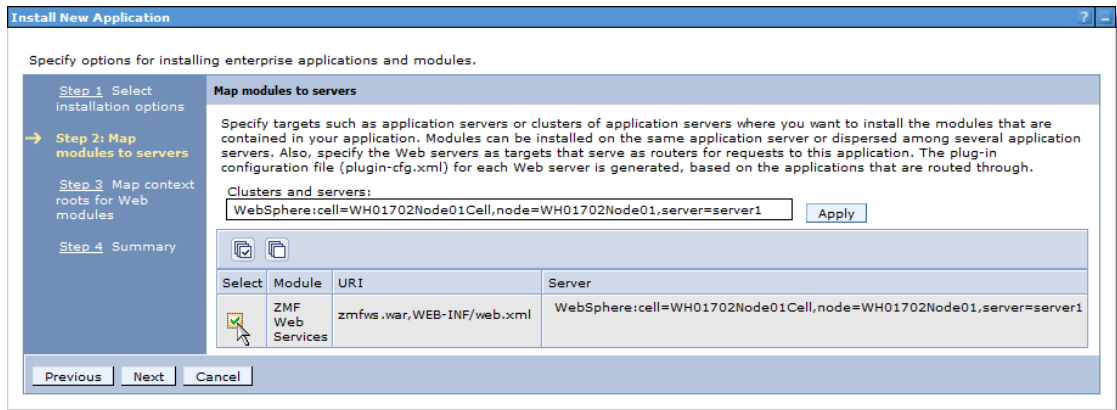 Install New Application
? –
Specify options for installing enterprise applications and modules.
Step 1 Select
installation options
Step 2: Map
modules to servers
Step 3 Map context
roots for Web
modules
Step 4 Summary
Map modules to servers
Specify targets such as application servers or clusters of application servers where you want to install the modules that are
contained in your application. Modules can be installed on the same application server or dispersed among several application
servers. Also, specify the Web servers as targets that serve as routers for requests to this application. The plug-in
configuration file (plugin-cfg.xml) for each Web server is generated, based on the applications that are routed through.
Clusters and servers:
WebSphere:cell=WH01702Node01Cell,node=WH01702Node01,server=server1
Apply
Select Module URI Server
ZMF
Web
Services
zmfws.war,WEB-INF/web.xml
WebSphere:cell=WH01702Node01Cell,node=WH01702Node01,server=server1
Previous Next Cancel